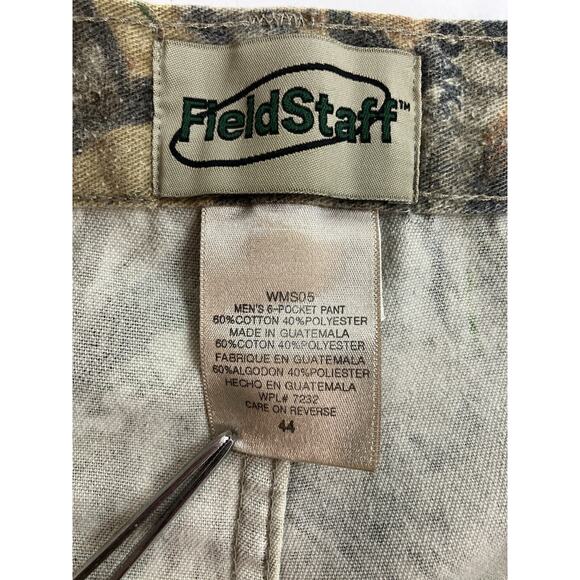 FieldStaff™
WMS05
MEN'S 6-POCKET PANT
60%COTTON 40%POLYESTER
MADE IN GUATEMALA
60%COTON 40%POLYESTER
FABRIQUE EN GUATEMALA
60%ALGODON 40%POLIESTER
HECHO EN GUATEMALA
WPL# 7232
CARE ON REVERSE
44